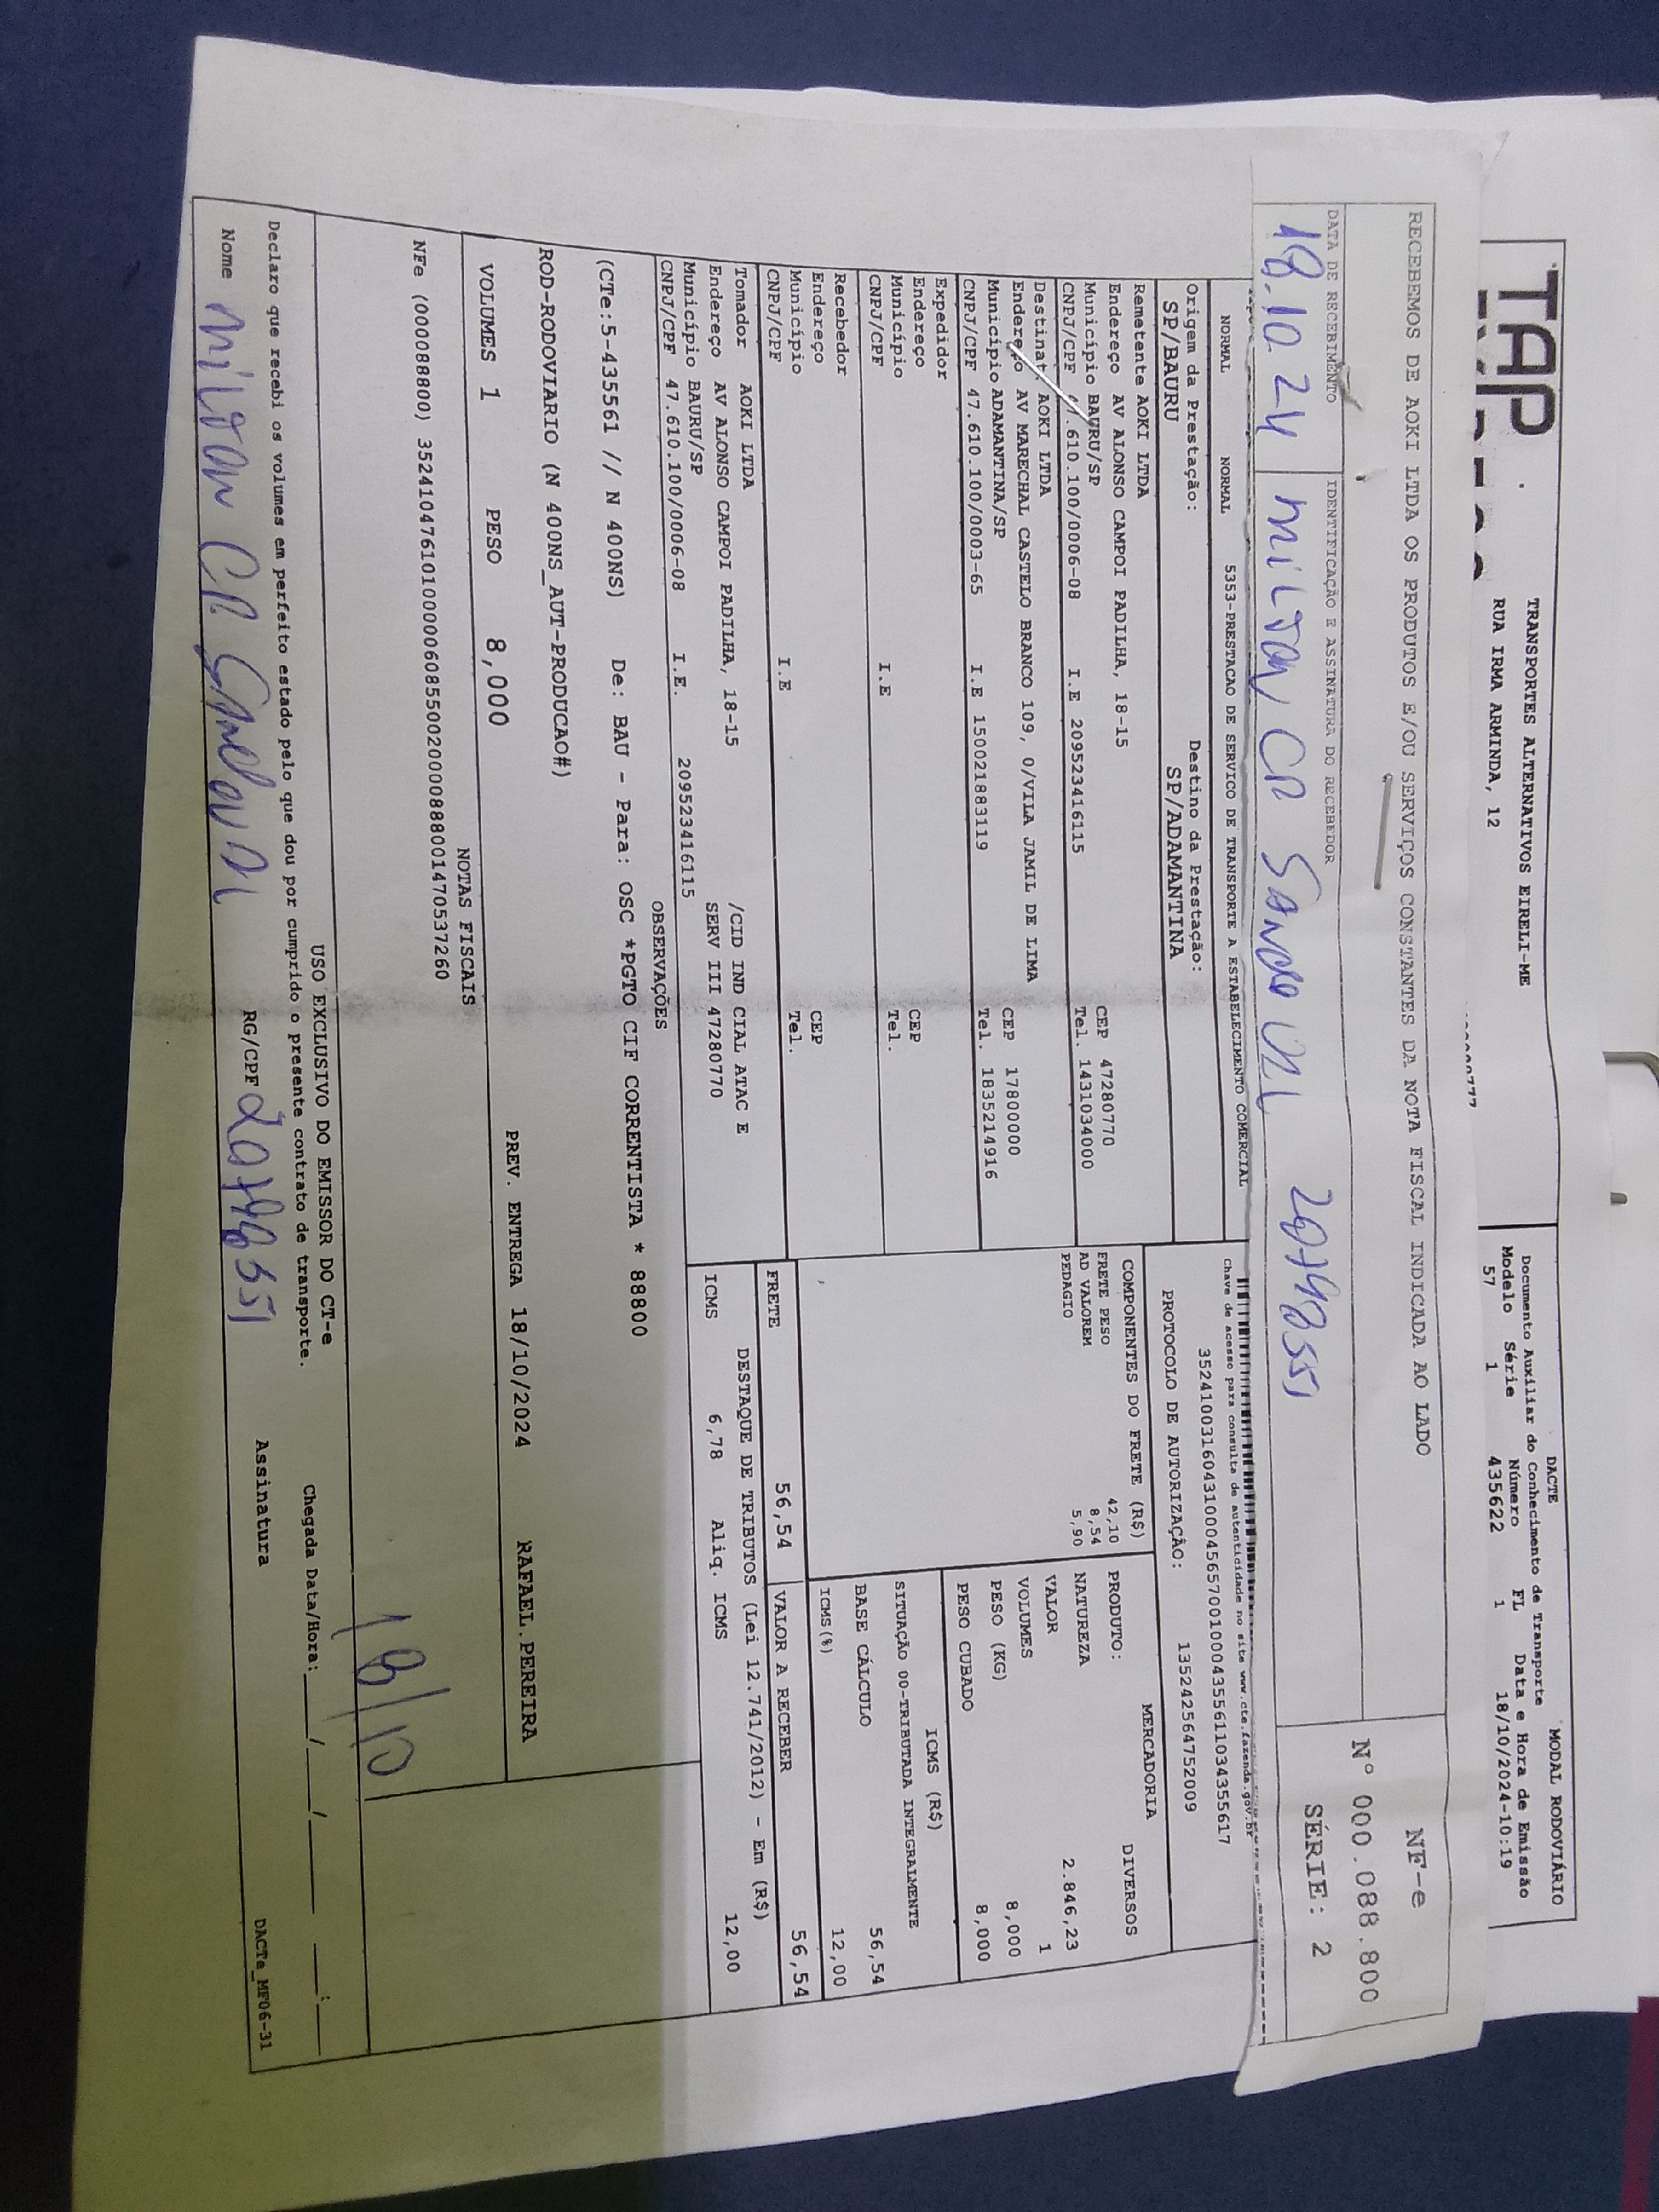 TAP
TRANSPORTES ALTERNATIVOS EIRELI-ME
RUA IRMA ARMINDA, 12
DACTE
MODAL RODOVIÁRIO
Documento Auxiliar do Conhecimento de Transporte
Modelo Série Número FL Data e Hora de Emissão
57 1 435622 1 18/10/2024-10:19
RECEBEMOS DE AOKI LTDA OS PRODUTOS E/OU SERVIÇOS CONSTANTES DA NOTA FISCAL INDICADA AO LADO
NF-e
Nº 000.088.800
SÉRIE: 2
DATA DE RECEBIMENTO
IDENTIFICAÇÃO E ASSINATURA DO RECEBEDOR
18.10.24
Milton
NORMAL NORMAL 5353-PRESTACAO DE SERVICO DE TRANSPORTE A ESTABELECIMENTO COMERCIAL
Chave de acesso para consulta de autenticidade no site www.cte.fazenda.gov.br
Origem da Prestação: Destino da Prestação:
SP/BAURU SP/ADAMANTINA
PROTOCOLO DE AUTORIZAÇÃO: 135242564752009
Remetente AOKI LTDA
Endereço AV ALONSO CAMPOI PADILHA, 18-15 CEP 47280770
Município BAURU/SP Tel. 1431034000
CNPJ/CPF .610.100/0006-08 I.E 209523416115
Destinat. AOKI LTDA
Endereço AV MARECHAL CASTELO BRANCO 109, 0/VILA JAMIL DE LIMA CEP 17800000
Município ADAMANTINA/SP Tel. 1835214916
CNPJ/CPF 47.610.100/0003-65 I.E 150021883119
Expedidor
Endereço CEP
Município Tel.
CNPJ/CPF I.E
Recebedor
Endereço CEP
Município Tel.
CNPJ/CPF I.E
COMPONENTES DO FRETE (R$)
FRETE PESO 42,10
AD VALOREM 8,54
PEDAGIO 5,90
MERCADORIA
PRODUTO: DIVERSOS
NATUREZA
VALOR 2.846,23
VOLUMES 1
PESO (KG) 8,000
PESO CUBADO 8,000
ICMS (R$)
SITUAÇÃO 00-TRIBUTADA INTEGRALMENTE
BASE CÁLCULO 56,54
ICMS(%) 12,00
Tomador AOKI LTDA
Endereço AV ALONSO CAMPOI PADILHA, 18-15 /CID IND CIAL ATAC E
Município BAURU/SP SERV III 47280770
CNPJ/CPF 47.610.100/0006-08 I.E. 209523416115
FRETE 56,54 VALOR A RECEBER 56,54
DESTAQUE DE TRIBUTOS (Lei 12.741/2012) - Em (R$)
ICMS 6,78 Aliq. ICMS 12,00
OBSERVAÇÕES
(CTe:5-435561 // N 400NS) De: BAU - Para: OSC *PGTO CIF CORRENTISTA * 88800
ROD-RODOVIARIO (N 400NS_AUT-PRODUCAO#)
PREV. ENTREGA 18/10/2024 RAFAEL.PEREIRA
VOLUMES 1 PESO 8,000
NOTAS FISCAIS
NFe (000088800) 35241047610100000608550020000888001470537260
18/10
USO EXCLUSIVO DO EMISSOR DO CT-e
Declaro que recebi os volumes em perfeito estado pelo que dou por cumprido o presente contrato de transporte.
Chegada Data/Hora:___/___/____ __:__
Nome Milton RG/CPF Assinatura
DACTe_MF06-31